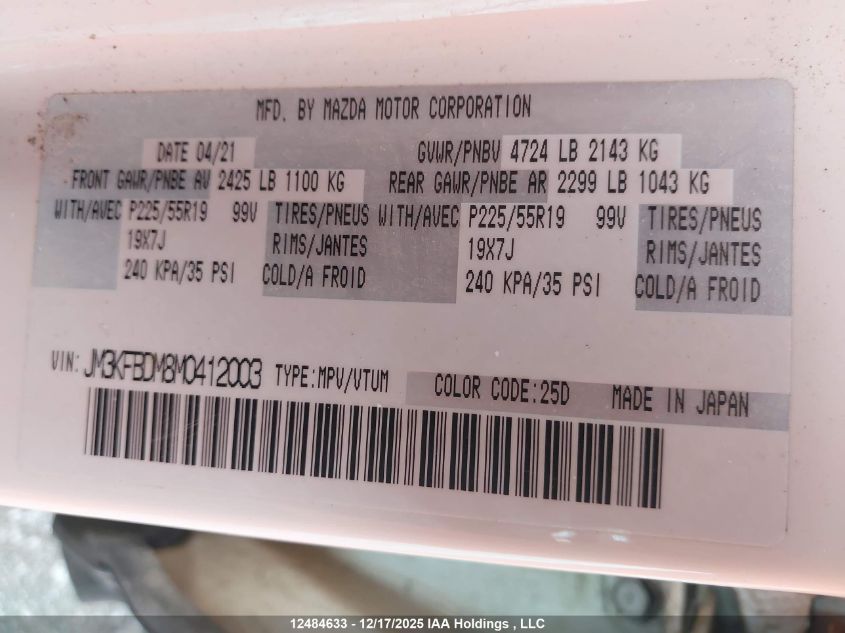 MFD. BY MAZDA MOTOR CORPORATION
DATE 04/21 GVWR/PNBV 4724 LB 2143 KG
FRONT GAWR/PNBE AV 2425 LB 1100 KG REAR GAWR/PNBE AR 2299 LB 1043 KG
WITH/AVEC P225/55R19 99V TIRES/PNEUS WITH/AVEC P225/55R19 99V TIRES/PNEUS
19X7J RIMS/JANTES 19X7J RIMS/JANTES
240 KPA/35 PSI COLD/A FROID 240 KPA/35 PSI COLD/A FROID
VIN: JM3KFBDM8M0412003 TYPE:MPV/VTUM COLOR CODE:25D MADE IN JAPAN
12484633 - 12/17/2025 IAA Holdings , LLC